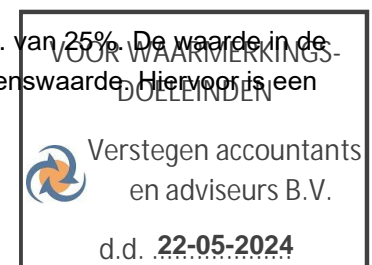 . van 25%. De waarde in de
VOOR WAARMERKINGS-
enswaarde. Hiervoor is een
DOELEINDEN
Verstegen accountants
en adviseurs B.V.
d.d. 22-05-2024